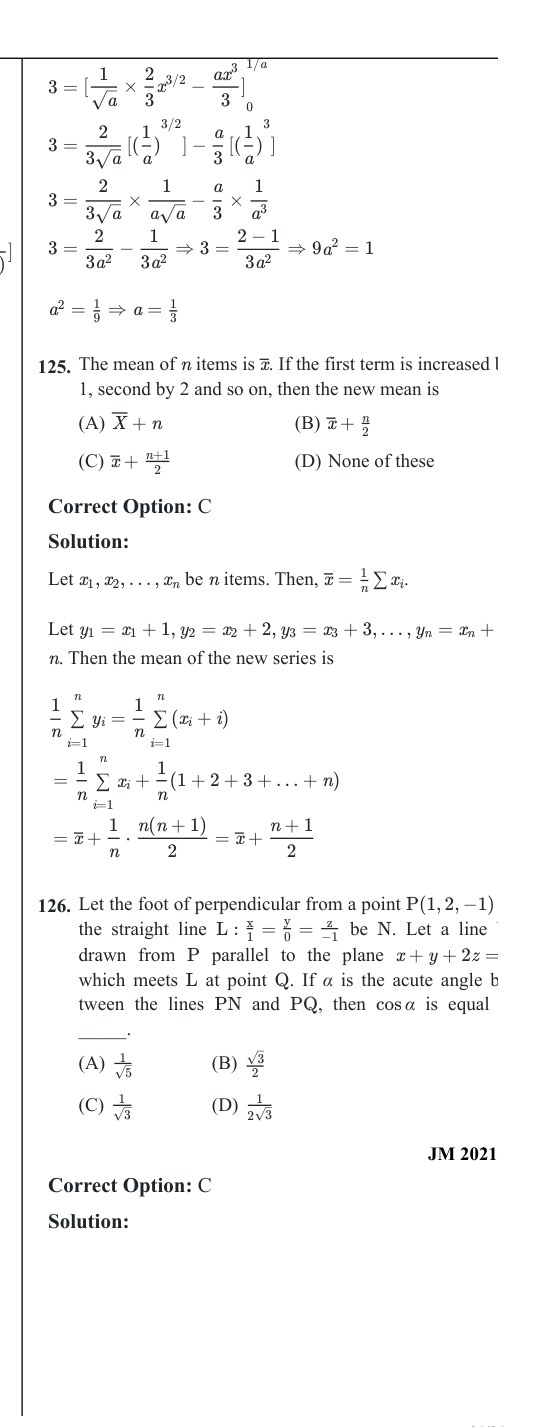 3 = [1/√a × 2/3 x^{3/2} − ax³/3]_0^{1/a}
3 = 2/(3√a) [(1/a)^{3/2}] − a/3 [(1/a)^3]
3 = 2/(3√a) × 1/(a√a) − a/3 × 1/a³
3 = 2/(3a²) − 1/(3a²) ⇒ 3 = (2 − 1)/(3a²) ⇒ 9a² = 1
a² = 1/9 ⇒ a = 1/3
125. The mean of n items is x̅. If the first term is increased
1, second by 2 and so on, then the new mean is
(A) X̅ + n (B) x̅ + n/2
(C) x̅ + (n+1)/2 (D) None of these
Correct Option: C
Solution:
Let x₁, x₂, . . . , xₙ be n items. Then, x̅ = 1/n ∑ xᵢ.
Let y₁ = x₁ + 1, y₂ = x₂ + 2, y₃ = x₃ + 3, . . . , yₙ = xₙ +
n. Then the mean of the new series is
1/n ∑_{i=1}^{n} yᵢ = 1/n ∑_{i=1}^{n} (xᵢ + i)
= 1/n ∑_{i=1}^{n} xᵢ + 1/n (1 + 2 + 3 + . . . + n)
= x̅ + 1/n · n(n + 1)/2 = x̅ + (n + 1)/2
126. Let the foot of perpendicular from a point P(1, 2, −1)
the straight line L : x/1 = y/0 = z/−1 be N. Let a line
drawn from P parallel to the plane x + y + 2z =
which meets L at point Q. If α is the acute angle b
tween the lines PN and PQ, then cos α is equal
_____.
(A) 1/√5 (B) √3/2
(C) 1/√3 (D) 1/(2√3)
JM 2021
Correct Option: C
Solution: